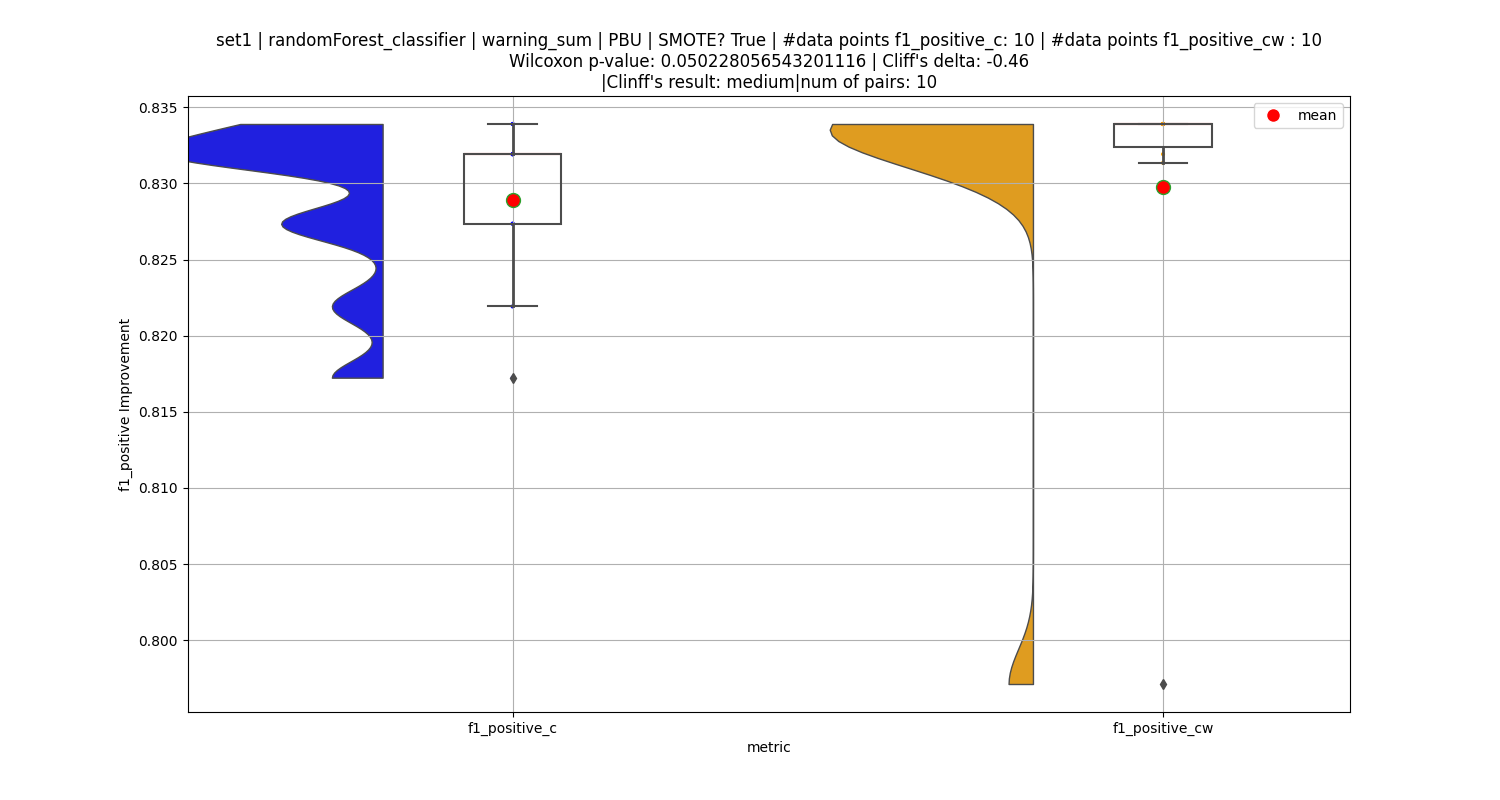 set1 | randomForest_classifier | warning_sum | PBU | SMOTE? True | #data points f1_positive_c: 10 | #data points f1_positive_cw : 10
Wilcoxon p-value: 0.050228056543201116 | Cliff's delta: -0.46
|Clinff's result: medium|num of pairs: 10
mean
0.835
0.830
0.825
0.820
0.815
0.810
0.805
0.800
f1_positive Improvement
f1_positive_c
f1_positive_cw
metric